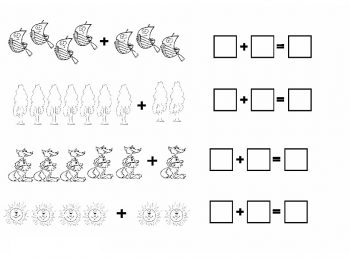 + + =
+ + =
+ + =
+ + =